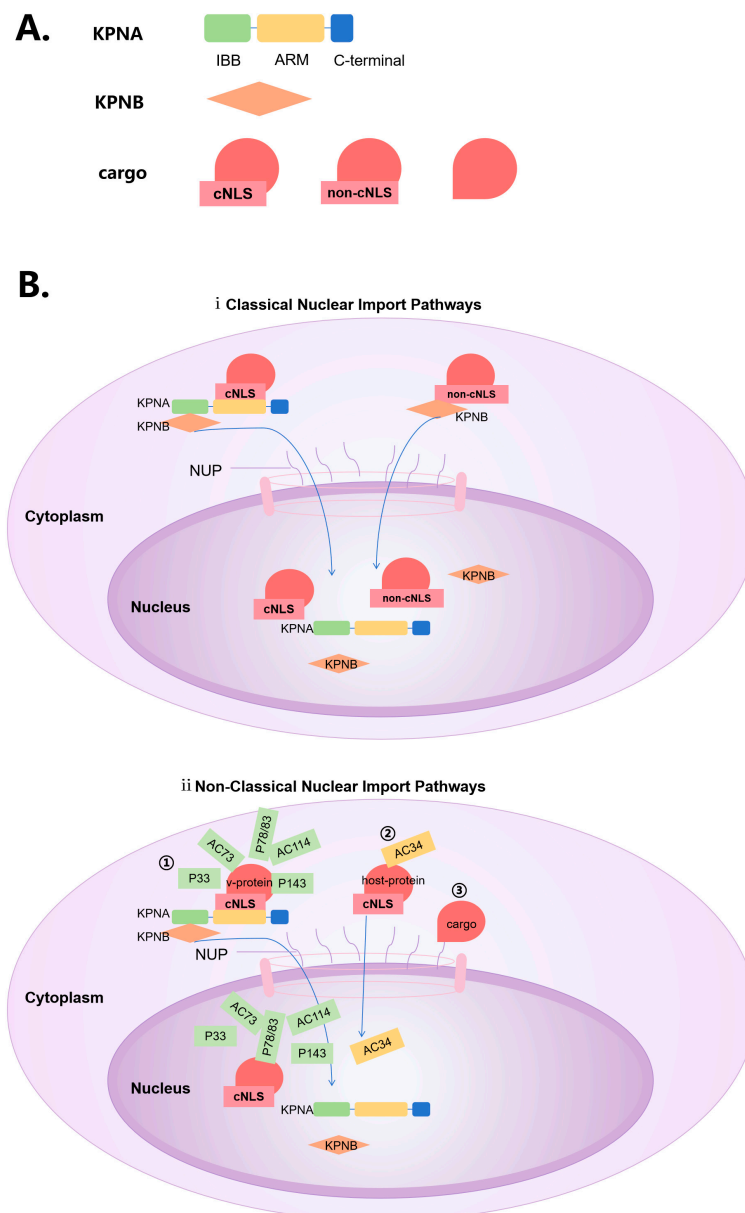 A.
KPNA
IBB ARM C-terminal
KPNB
cargo
cNLS non-cNLS
B.
i Classical Nuclear Import Pathways
cNLS
non-cNLS
KPNA
KPNB
KPNB
NUP
Cytoplasm
KPNB
non-cNLS
Nucleus
cNLS
KPNA
KPNB
ii Non-Classical Nuclear Import Pathways
P78/83
②
AC73
AC114
AC34
①
P33
v-protein
P143
host-protein
③
cNLS
cNLS
KPNA
cargo
KPNB
NUP
Cytoplasm
AC73
AC114
P33
P78/83
P143
AC34
Nucleus
cNLS
KPNA
KPNB